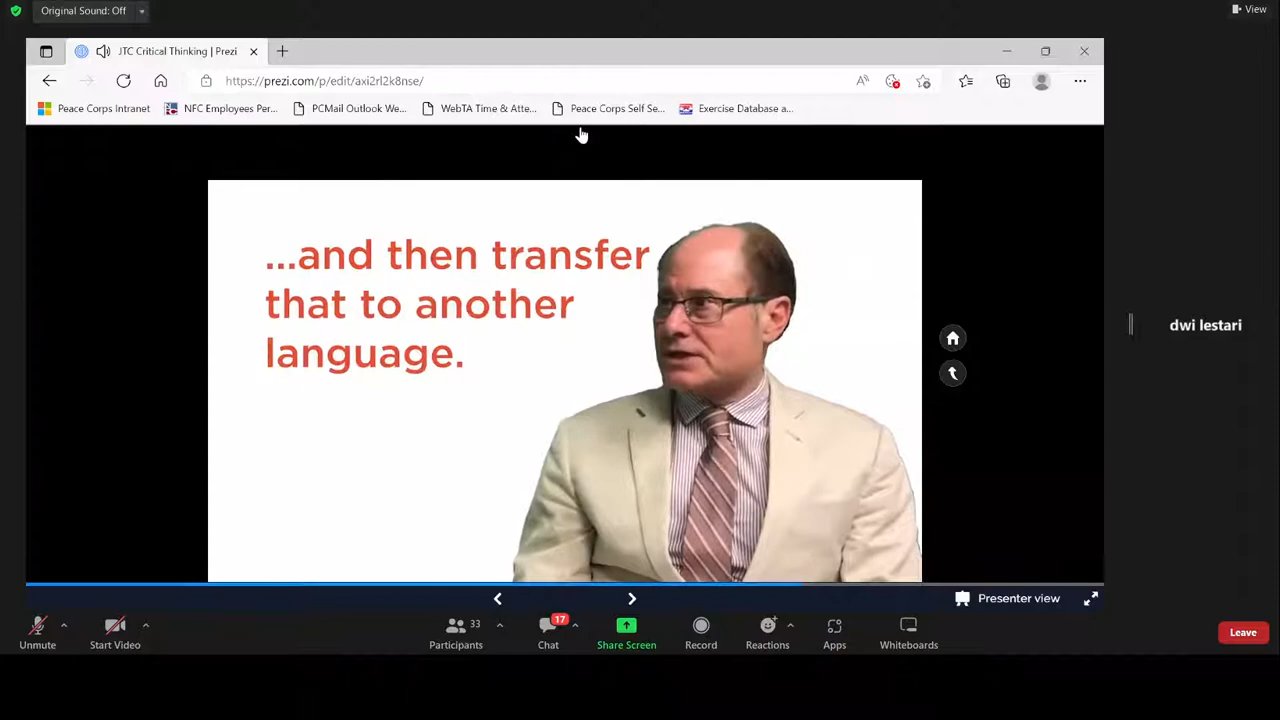 Original Sound: Off
View
JTC Critical Thinking | Prezi
https://prezi.com/p/edit/axi2rl2k8nse/
Peace Corps Intranet
NFC Employees Per...
PCMail Outlook We...
WebTA Time & Atte...
Peace Corps Self Se...
Exercise Database a...
...and then transfer
that to another
language.
dwi lestari
Presenter view
Unmute
Start Video
33
Participants
17
Chat
Share Screen
Record
Reactions
Apps
Whiteboards
Leave